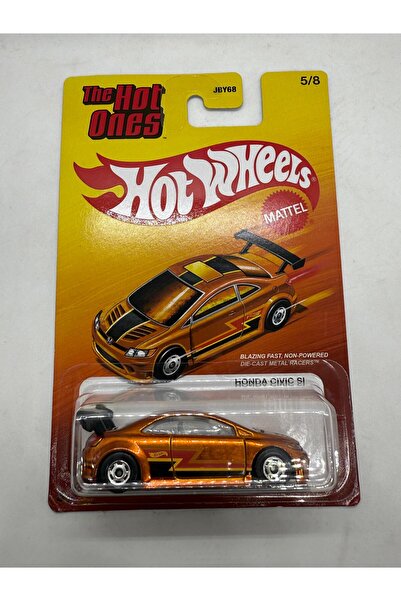 The Hot
Ones™
JBY68
5/8
Hot Wheels®
MATTEL
BLAZING FAST, NON-POWERED
DIE-CAST METAL RACERS™
HONDA CIVIC SI